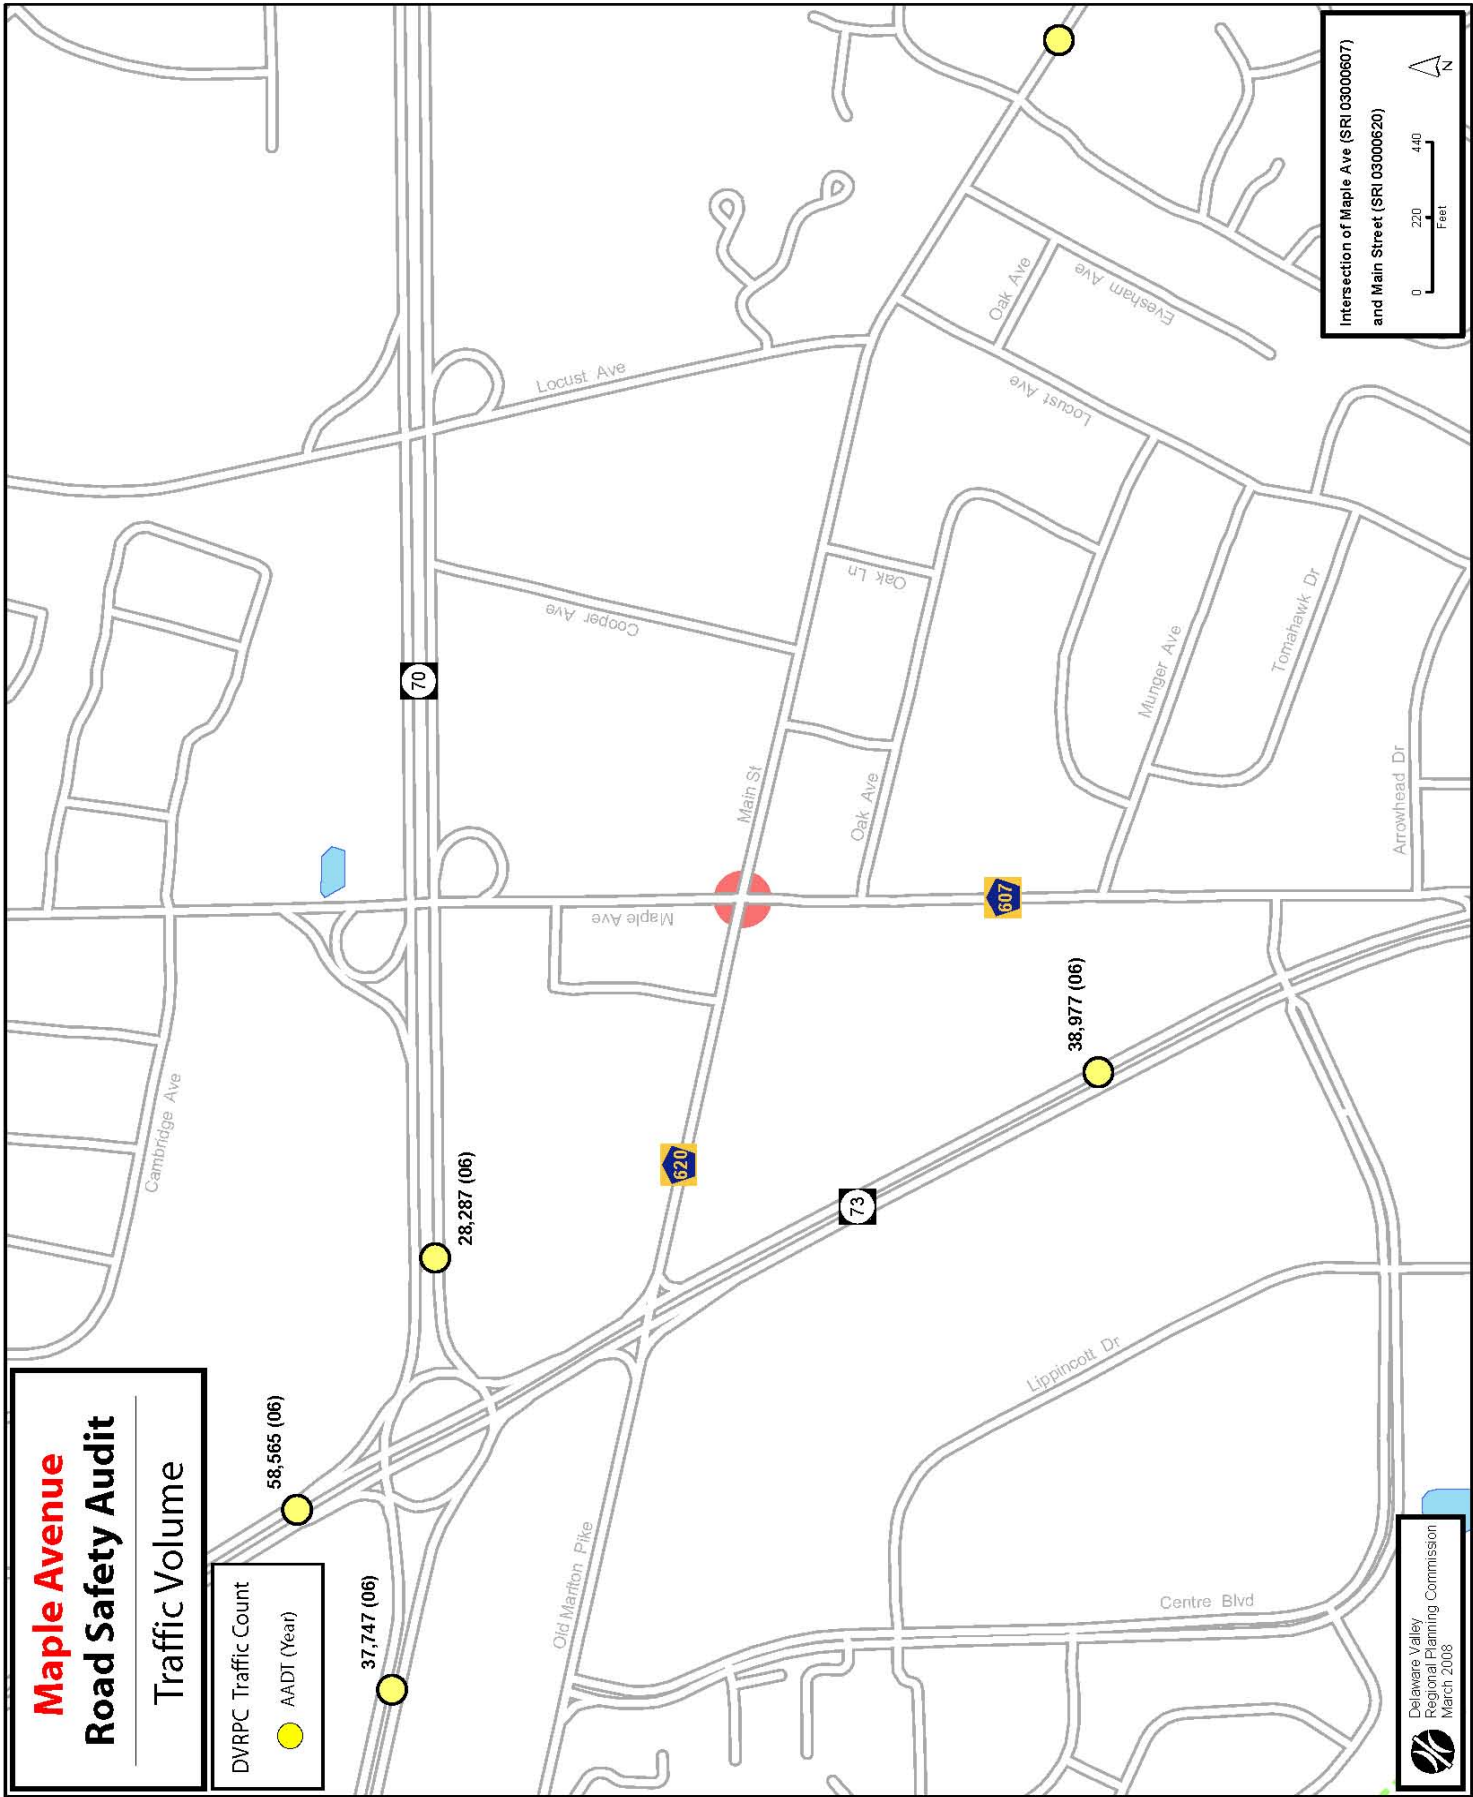 Maple Avenue
Road Safety Audit
Traffic Volume
DVRPC Traffic Count
AADT (Year)
58,565 (06)
37,747 (06)
28,287 (06)
38,977 (06)
70
73
620
607
Cambridge Ave
Locust Ave
Cooper Ave
Maple Ave
Main St
Oak Ave
Oak Ln
Oak Ave
Evesham Ave
Locust Ave
Munger Ave
Tomahawk Dr
Arrowhead Dr
Old Marlton Pike
Lippincott Dr
Centre Blvd
Delaware Valley
Regional Planning Commission
March 2008
Intersection of Maple Ave (SRI 03000607)
and Main Street (SRI 03000620)
0 220 440
Feet
N